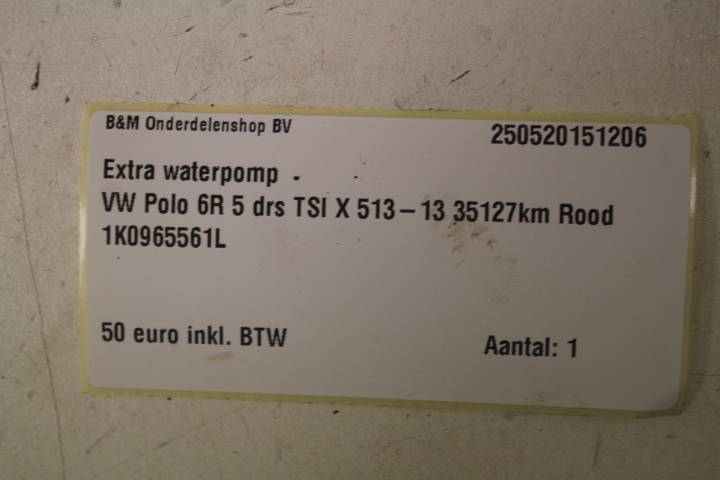 B&M Onderdelenshop BV
250520151206
Extra waterpomp
VW Polo 6R 5 drs TSI X 513-13 35127km Rood
1K0965561L
50 euro inkl. BTW
Aantal: 1